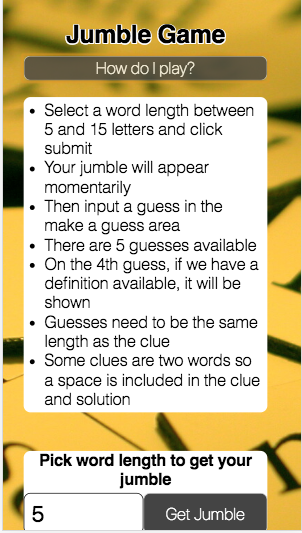 Jumble Game
How do I play?
• Select a word length between
5 and 15 letters and click
submit
• Your jumble will appear
momentarily
• Then input a guess in the
make a guess area
• There are 5 guesses available
• On the 4th guess, if we have a
definition available, it will be
shown
• Guesses need to be the same
length as the clue
• Some clues are two words so
a space is included in the clue
and solution
Pick word length to get your
jumble
5
Get Jumble